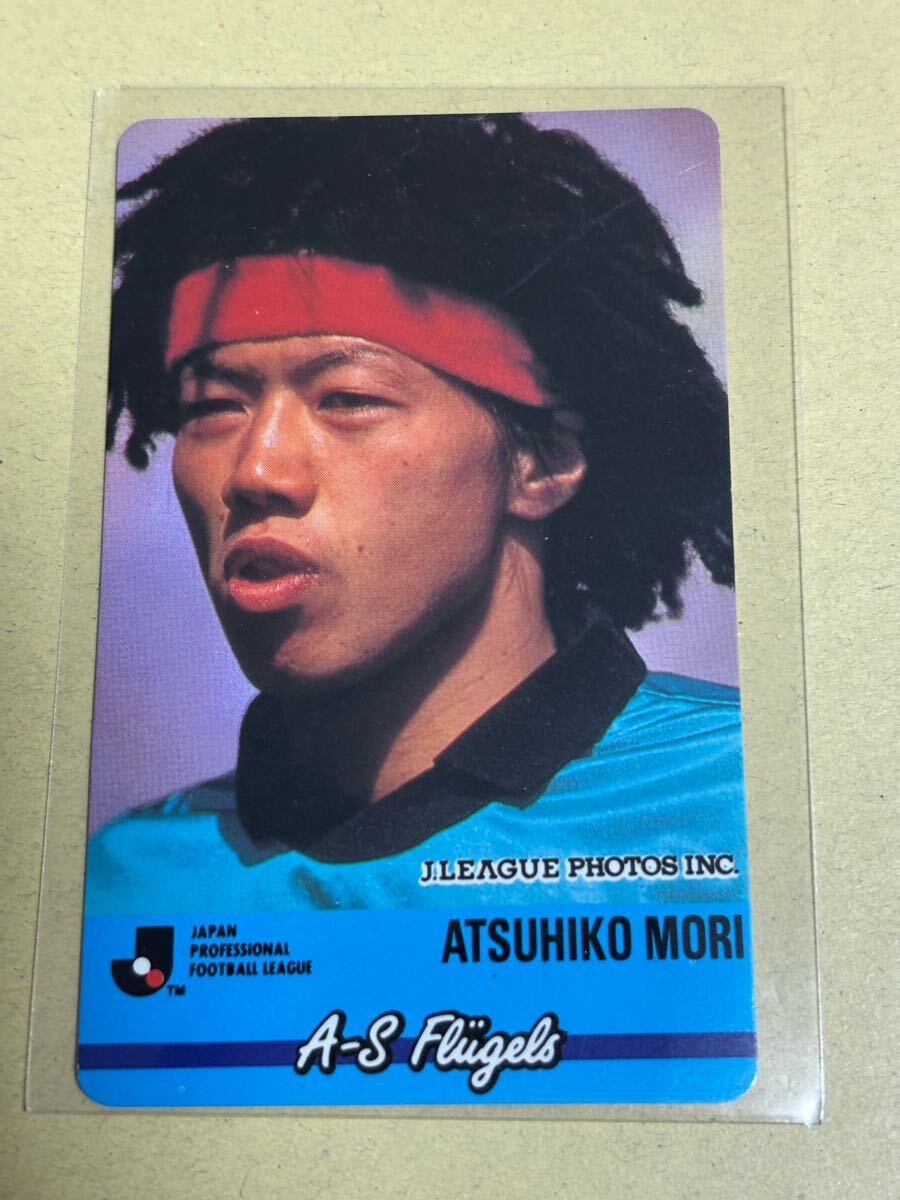 J.LEAGUE PHOTOS INC.
JAPAN
PROFESSIONAL
FOOTBALL LEAGUE
TM
ATSUHIKO MORI
A-S Flügels